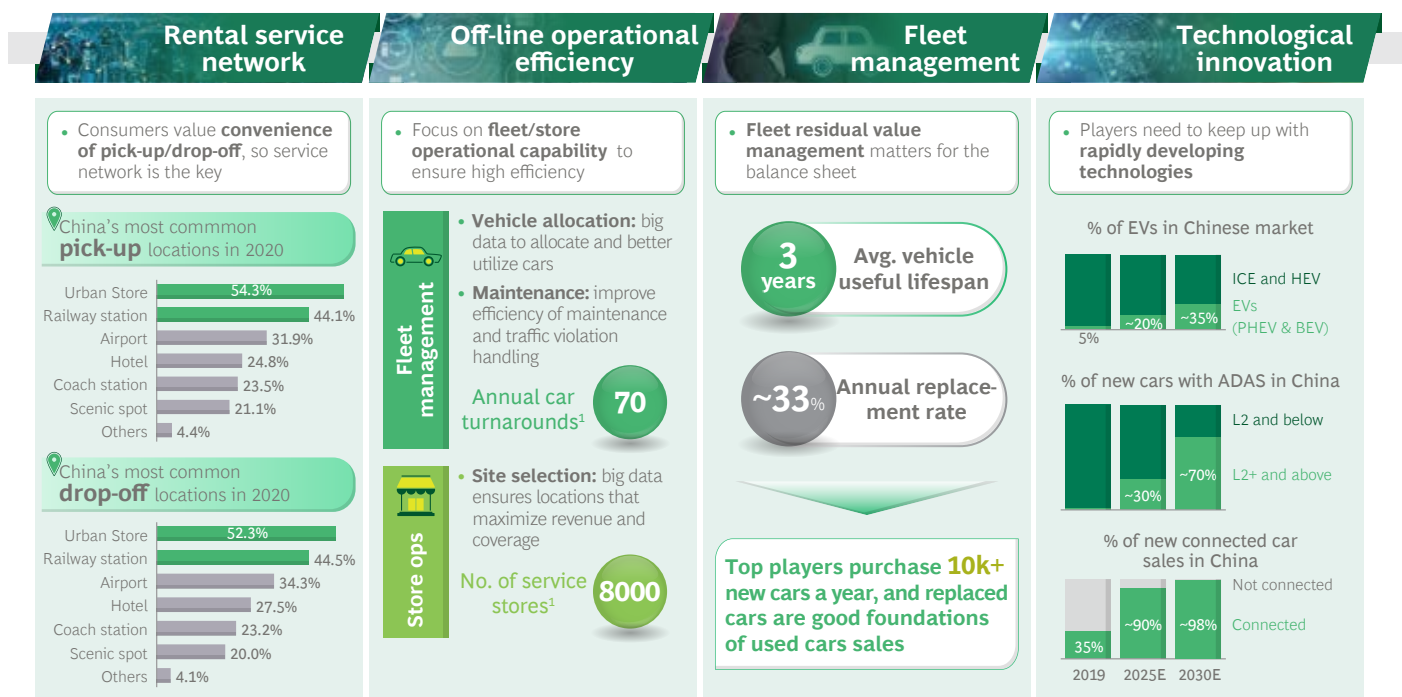 Rental service
network
Off-line operational
efficiency
Fleet
management
Technological
innovation
• Consumers value convenience
of pick-up/drop-off, so service
network is the key
China's most commmon
pick-up locations in 2020
Urban Store 54.3%
Railway station 44.1%
Airport 31.9%
Hotel 24.8%
Coach station 23.5%
Scenic spot 21.1%
Others 4.4%
China's most common
drop-off locations in 2020
Urban Store 52.3%
Railway station 44.5%
Airport 34.3%
Hotel 27.5%
Coach station 23.2%
Scenic spot 20.0%
Others 4.1%
• Focus on fleet/store
operational capability to
ensure high efficiency
Fleet
management
• Vehicle allocation: big
data to allocate and better
utilize cars
• Maintenance: improve
efficiency of maintenance
and traffic violation
handling
Annual car
turnarounds¹
70
Store ops
• Site selection: big data
ensures locations that
maximize revenue and
coverage
No. of service
stores¹
8000
• Fleet residual value
management matters for the
balance sheet
3
years
Avg. vehicle
useful lifespan
~33%
Annual replace-
ment rate
Top players purchase 10k+
new cars a year, and replaced
cars are good foundations
of used cars sales
• Players need to keep up with
rapidly developing
technologies
% of EVs in Chinese market
ICE and HEV
EVs
(PHEV & BEV)
5% ~20% ~35%
% of new cars with ADAS in China
L2 and below
L2+ and above
~30% ~70%
% of new connected car
sales in China
Not connected
Connected
35% ~90% ~98%
2019 2025E 2030E